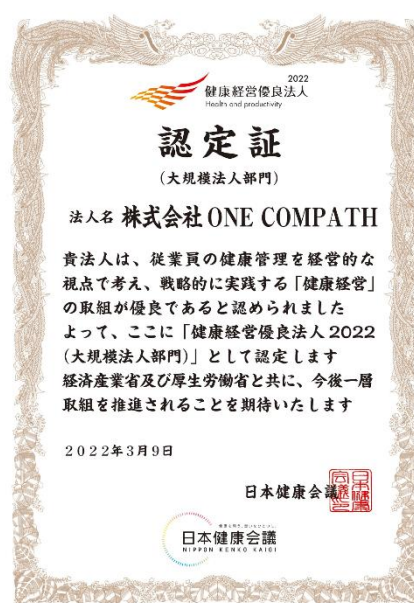 2022
健康経営優良法人
Health and productivity
認定証
(大規模法人部門)
法人名 株式会社ONE COMPATH
貴法人は、従業員の健康管理を経営的な
視点で考え、戦略的に実践する「健康経営」
の取組が優良であると認められました
よって、ここに「健康経営優良法人2022
(大規模法人部門)」として認定します
経済産業省及び厚生労働省と共に、今後一層
取組を推進されることを期待いたします
2022年3月9日
日本健康会議
日本健康会議
NIPPON KENKO KAIGI